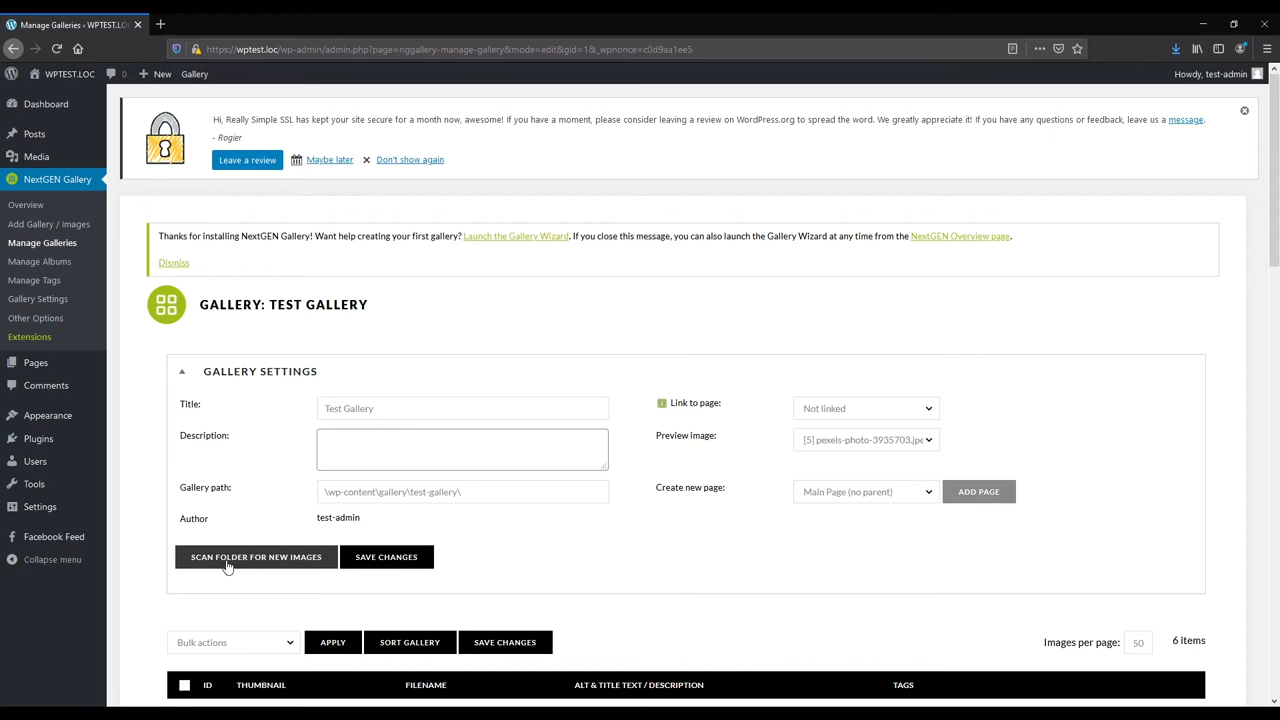 Manage Galleries ‹ WPTEST.LO
https://wptest.loc/wp-admin/admin.php?page=nggallery-manage-gallery&mode=edit&gid=1&_wpnonce=c0d9aa1ee5
WPTEST.LOC 0 New Gallery Howdy, test-admin
Dashboard
Posts
Media
NextGEN Gallery
Overview
Add Gallery / Images
Manage Galleries
Manage Albums
Manage Tags
Gallery Settings
Other Options
Extensions
Pages
Comments
Appearance
Plugins
Users
Tools
Settings
Facebook Feed
Collapse menu
Hi, Really Simple SSL has kept your site secure for a month now, awesome! If you have a moment, please consider leaving a review on WordPress.org to spread the word. We greatly appreciate it! If you have any questions or feedback, leave us a message.
- Rogier
Leave a review Maybe later Don't show again
Thanks for installing NextGEN Gallery! Want help creating your first gallery? Launch the Gallery Wizard. If you close this message, you can also launch the Gallery Wizard at any time from the NextGEN Overview page.
Dismiss
GALLERY: TEST GALLERY
GALLERY SETTINGS
Title: Test Gallery Link to page: Not linked
Description: Preview image: [5] pexels-photo-3935703.jpe
Gallery path: \wp-content\gallery\test-gallery\ Create new page: Main Page (no parent) ADD PAGE
Author test-admin
SCAN FOLDER FOR NEW IMAGES SAVE CHANGES
Bulk actions APPLY SORT GALLERY SAVE CHANGES Images per page: 50 6 items
ID THUMBNAIL FILENAME ALT & TITLE TEXT / DESCRIPTION TAGS